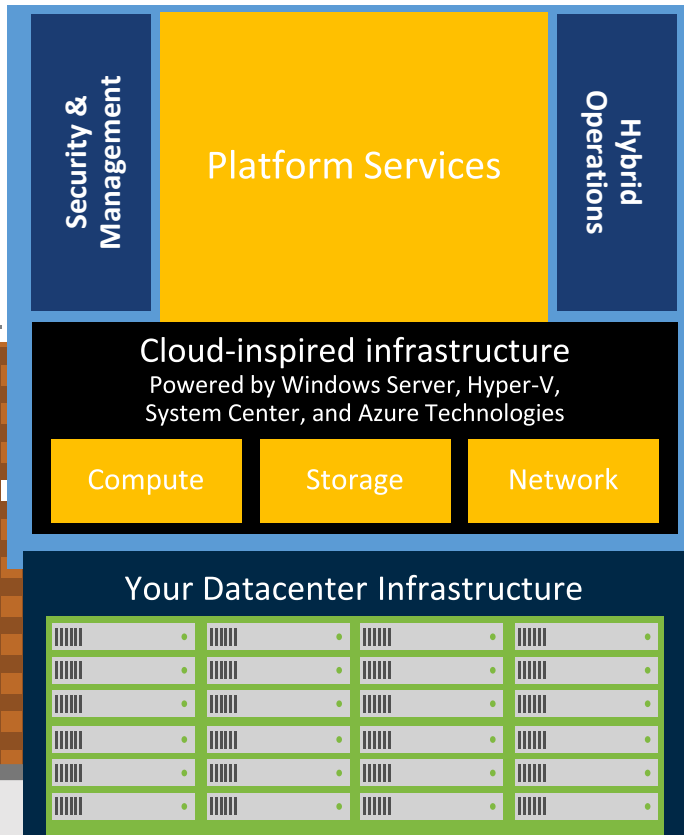 Security &
Management
Platform Services
Hybrid
Operations
Cloud-inspired infrastructure
Powered by Windows Server, Hyper-V,
System Center, and Azure Technologies
Compute
Storage
Network
Your Datacenter Infrastructure